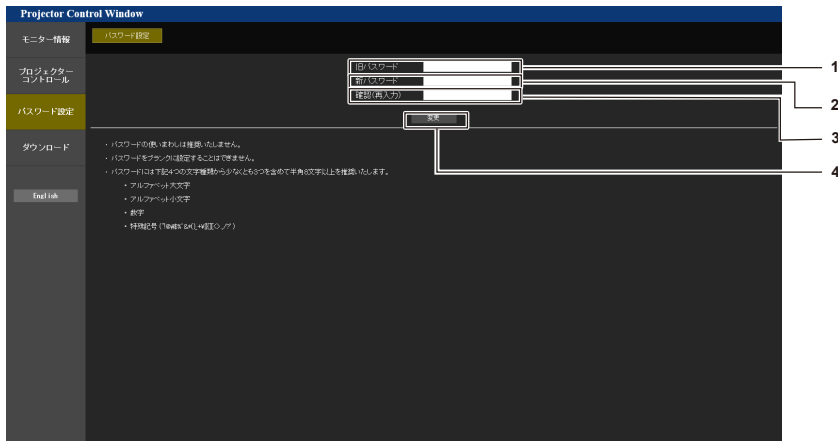 Projector Control Window
モニター情報
プロジェクター
コントロール
パスワード設定
ダウンロード
English
パスワード設定
旧パスワード
新パスワード
確認(再入力)
変更
・パスワードの使いまわしは推奨いたしません。
・パスワードをブランクに設定することはできません。
・パスワードには下記4つの文字種類から少なくとも3つを含めて半角8文字以上を推奨いたします。
・アルファベット大文字
・アルファベット小文字
・数字
・特殊記号
1
2
3
4